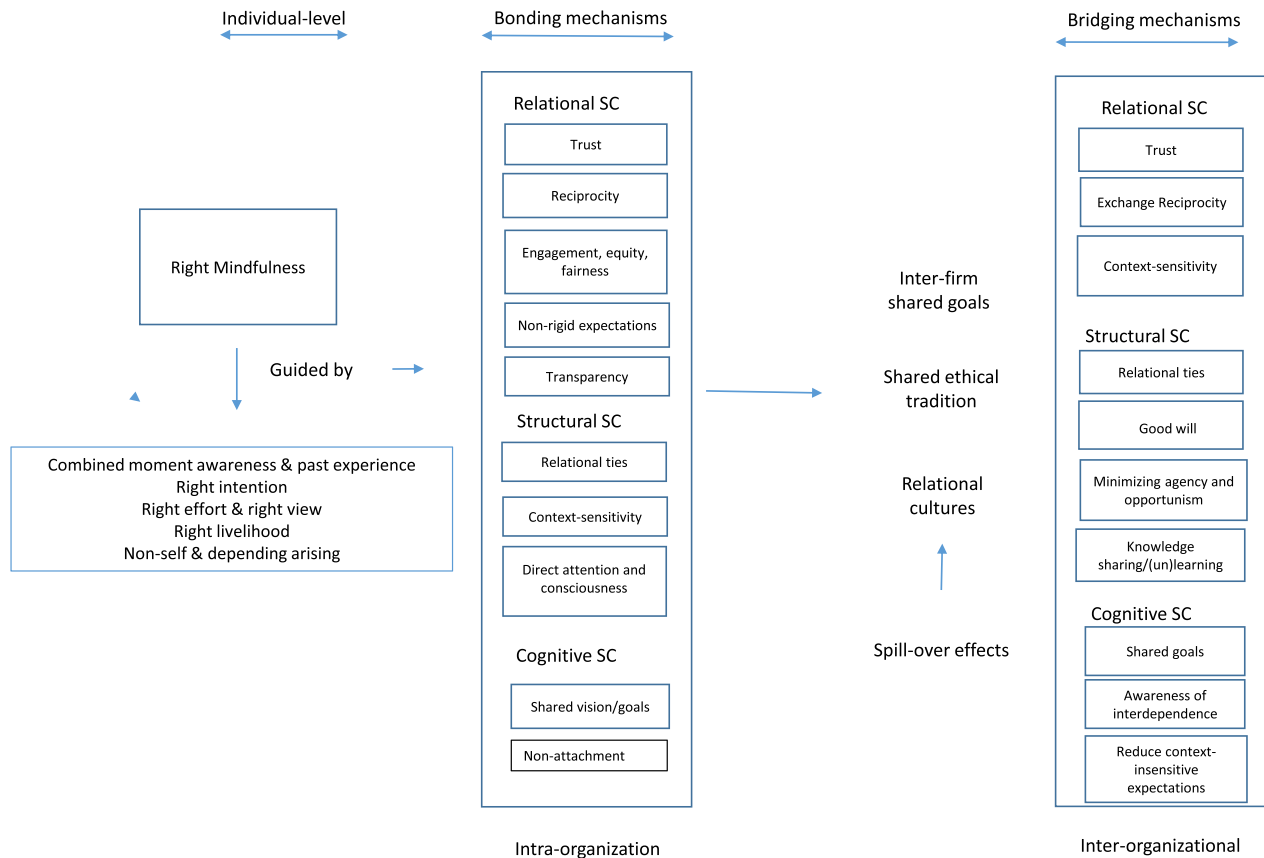 Individual-level
Right Mindfulness
Guided by
Combined moment awareness & past experience
Right intention
Right effort & right view
Right livelihood
Non-self & depending arising
Bonding mechanisms
Relational SC
Trust
Reciprocity
Engagement, equity,
fairness
Non-rigid expectations
Transparency
Structural SC
Relational ties
Context-sensitivity
Direct attention and
consciousness
Cognitive SC
Shared vision/goals
Non-attachment
Intra-organization
Inter-firm
shared goals
Shared ethical
tradition
Relational
cultures
Spill-over effects
Bridging mechanisms
Relational SC
Trust
Exchange Reciprocity
Context-sensitivity
Structural SC
Relational ties
Good will
Minimizing agency and
opportunism
Knowledge
sharing/(un)learning
Cognitive SC
Shared goals
Awareness of
interdependence
Reduce context-
insensitive
expectations
Inter-organizational